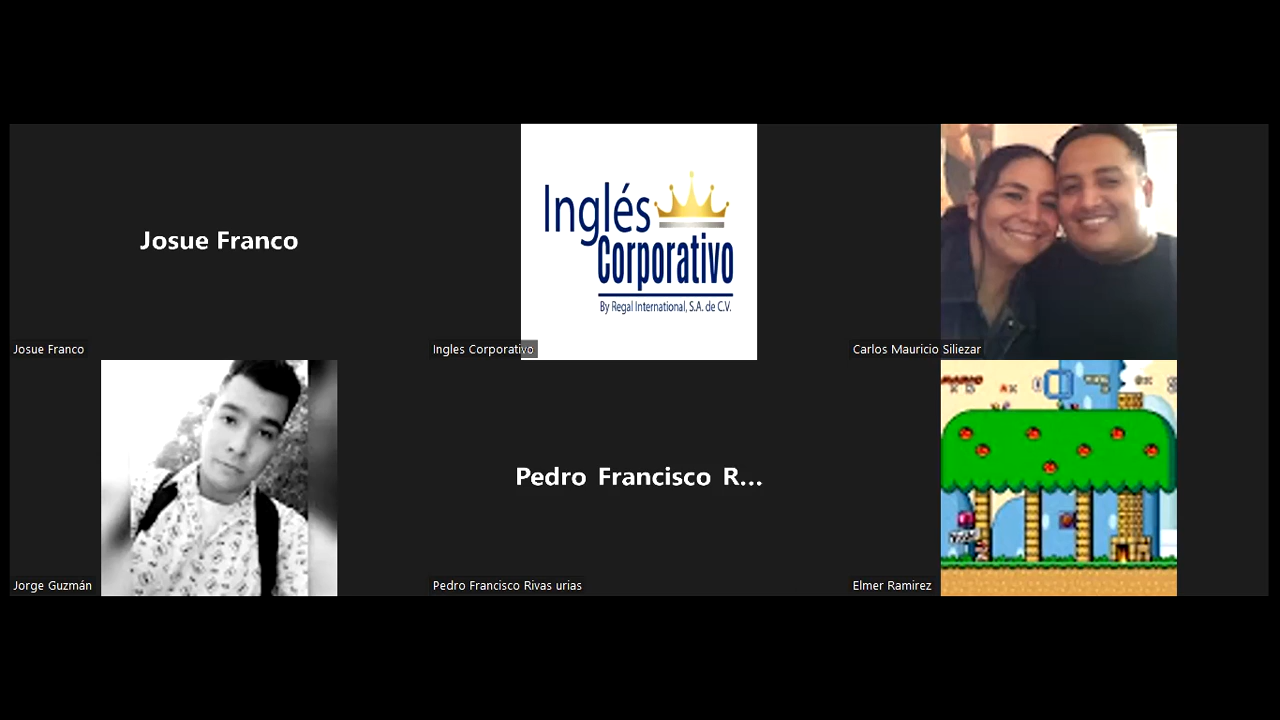 Josue Franco
Josue Franco
Inglés
Corporativo
By Regal International, S.A. de C.V.
Ingles Corporativo
Carlos Mauricio Siliezar
Jorge Guzmán
Pedro Francisco R...
Pedro Francisco Rivas urias
MARIO
Elmer Ramirez